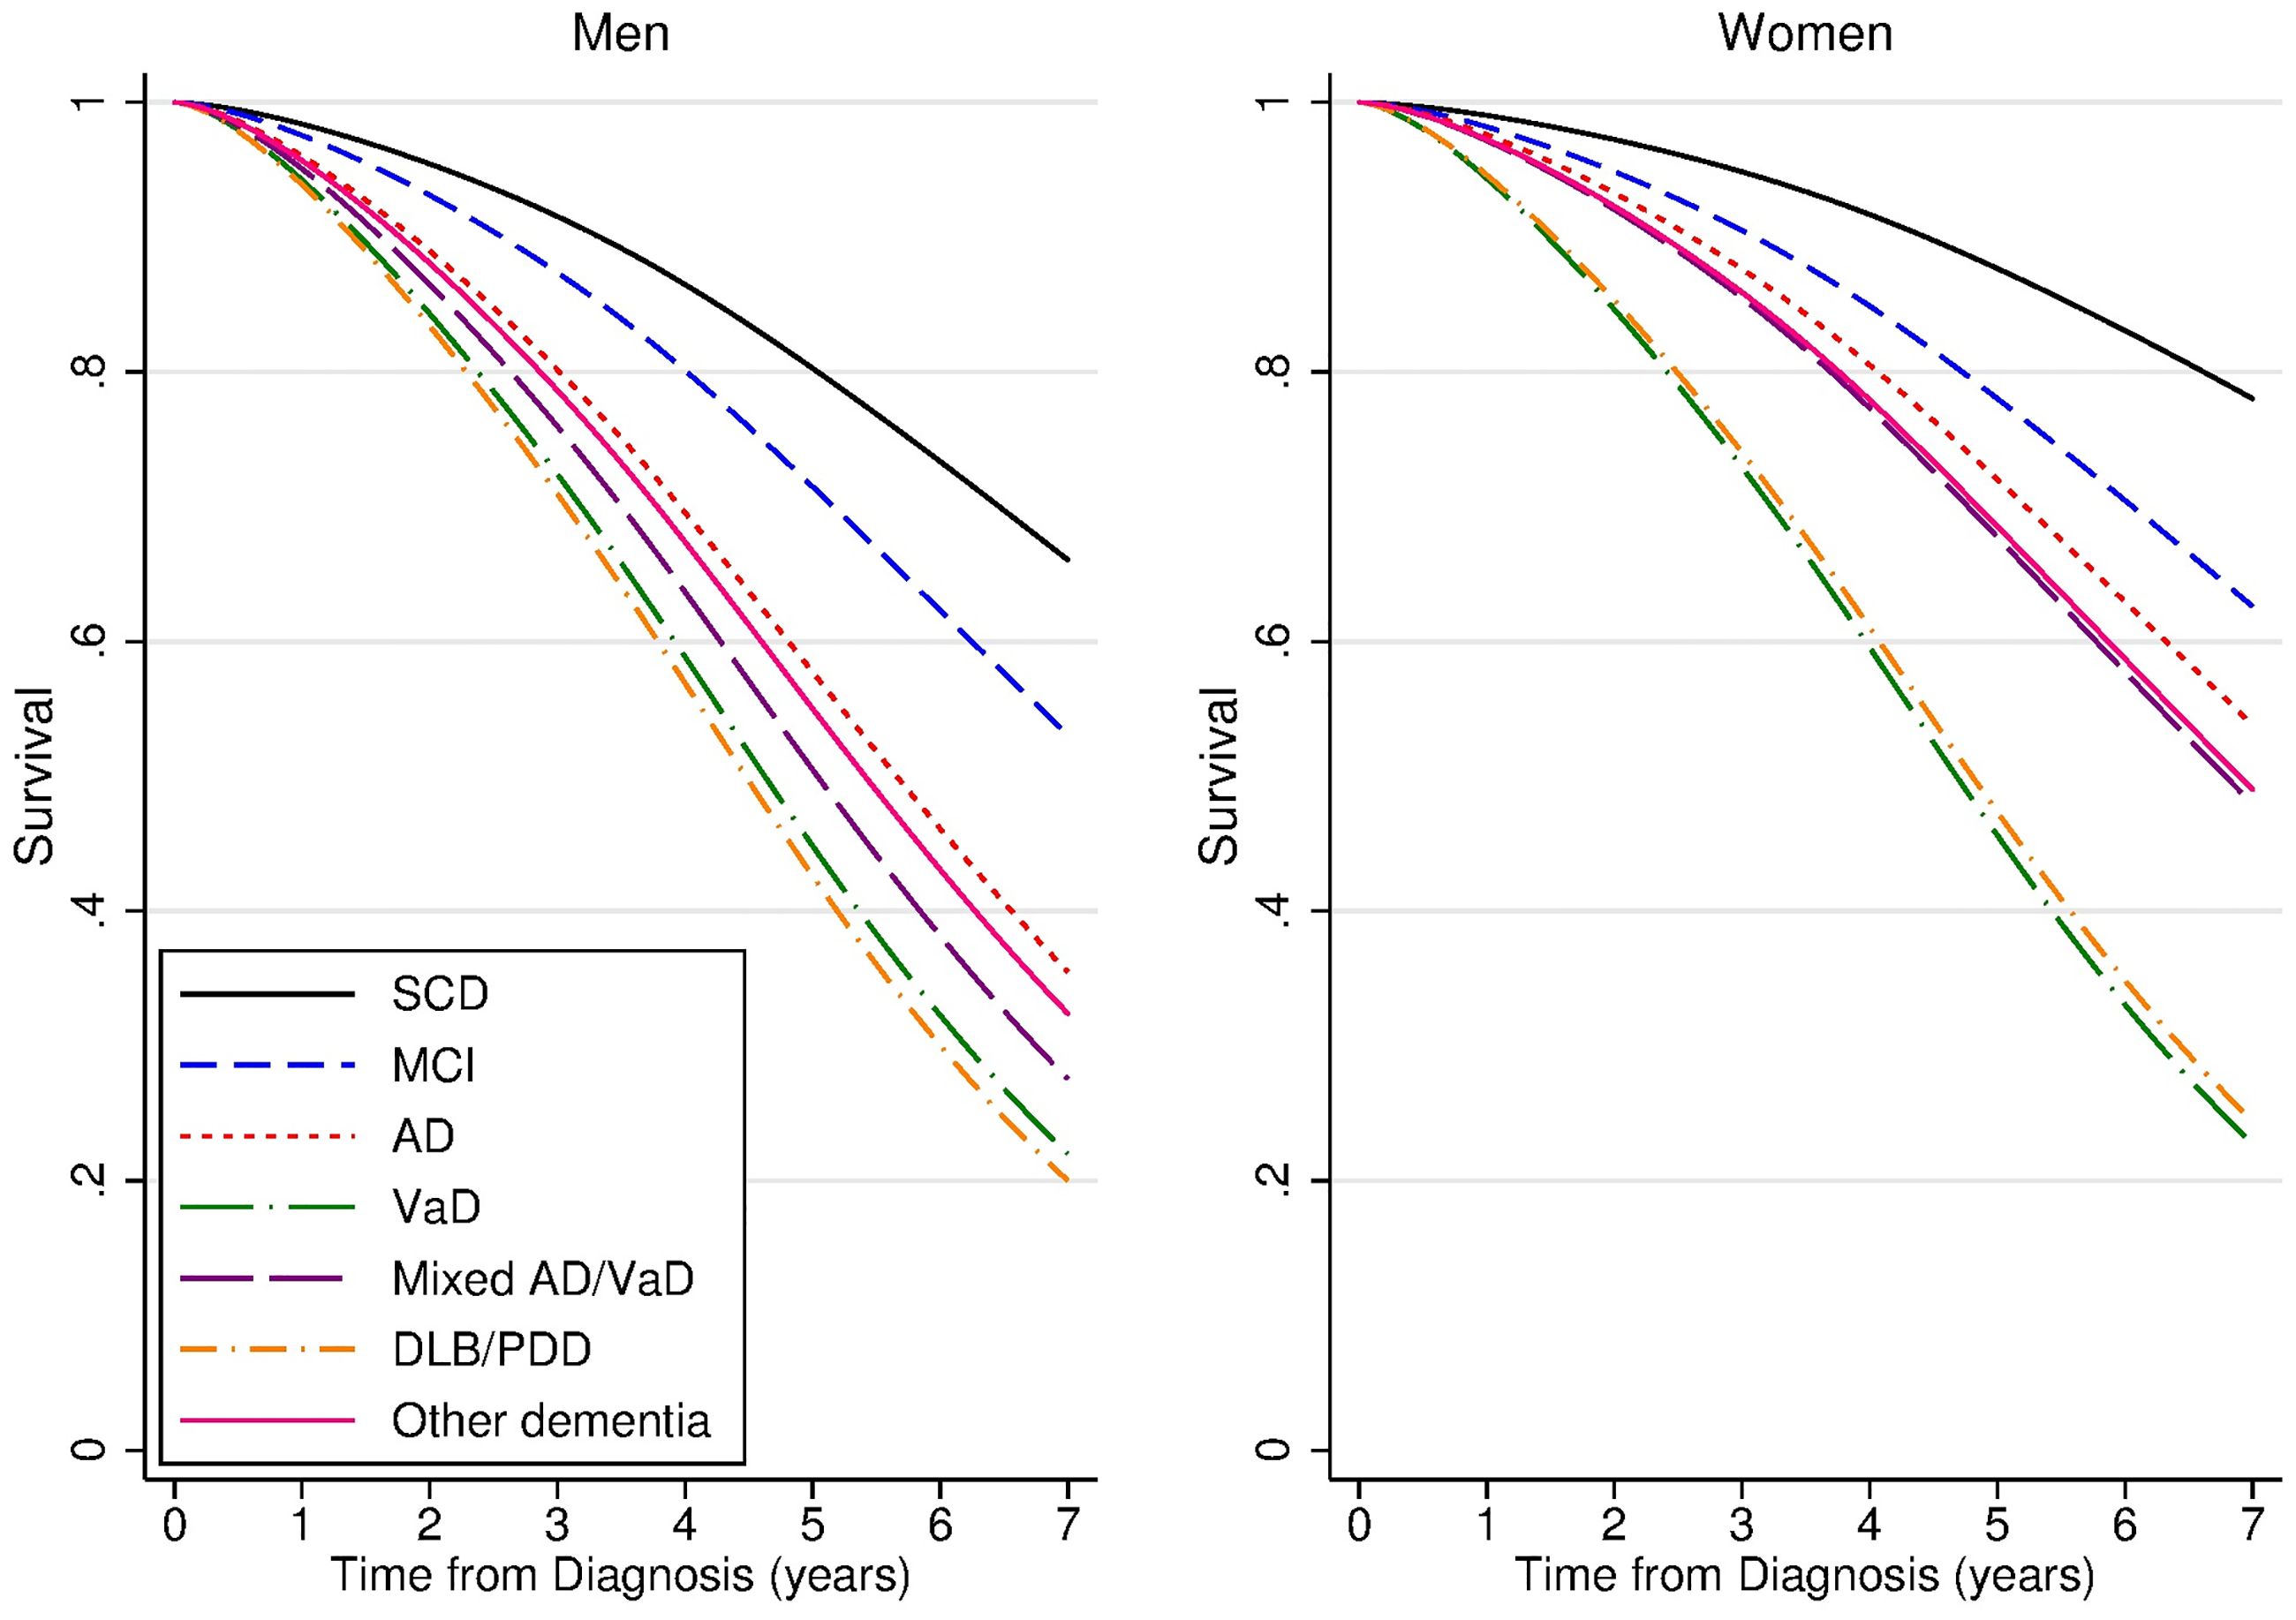 Men
Women
Survival
1
.8
.6
.4
.2
0
SCD
MCI
AD
VaD
Mixed AD/VaD
DLB/PDD
Other dementia
0 1 2 3 4 5 6 7
Time from Diagnosis (years)
Survival
1
.8
.6
.4
.2
0
0 1 2 3 4 5 6 7
Time from Diagnosis (years)